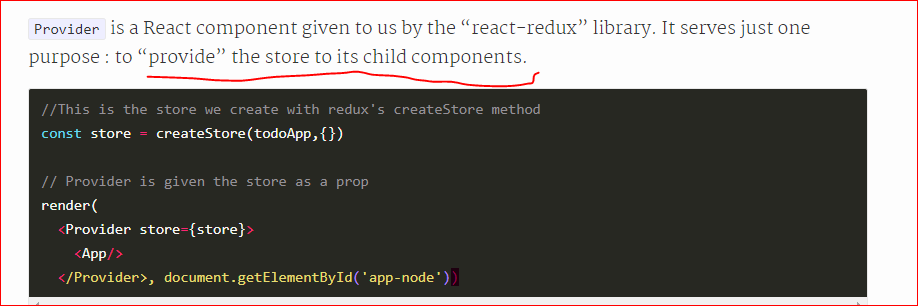 Provider is a React component given to us by the “react-redux” library. It serves just one
purpose : to “provide” the store to its child components.
//This is the store we create with redux's createStore method
const store = createStore(todoApp,{})
// Provider is given the store as a prop
render(
<Provider store={store}>
<App/>
</Provider>, document.getElementById('app-node'))